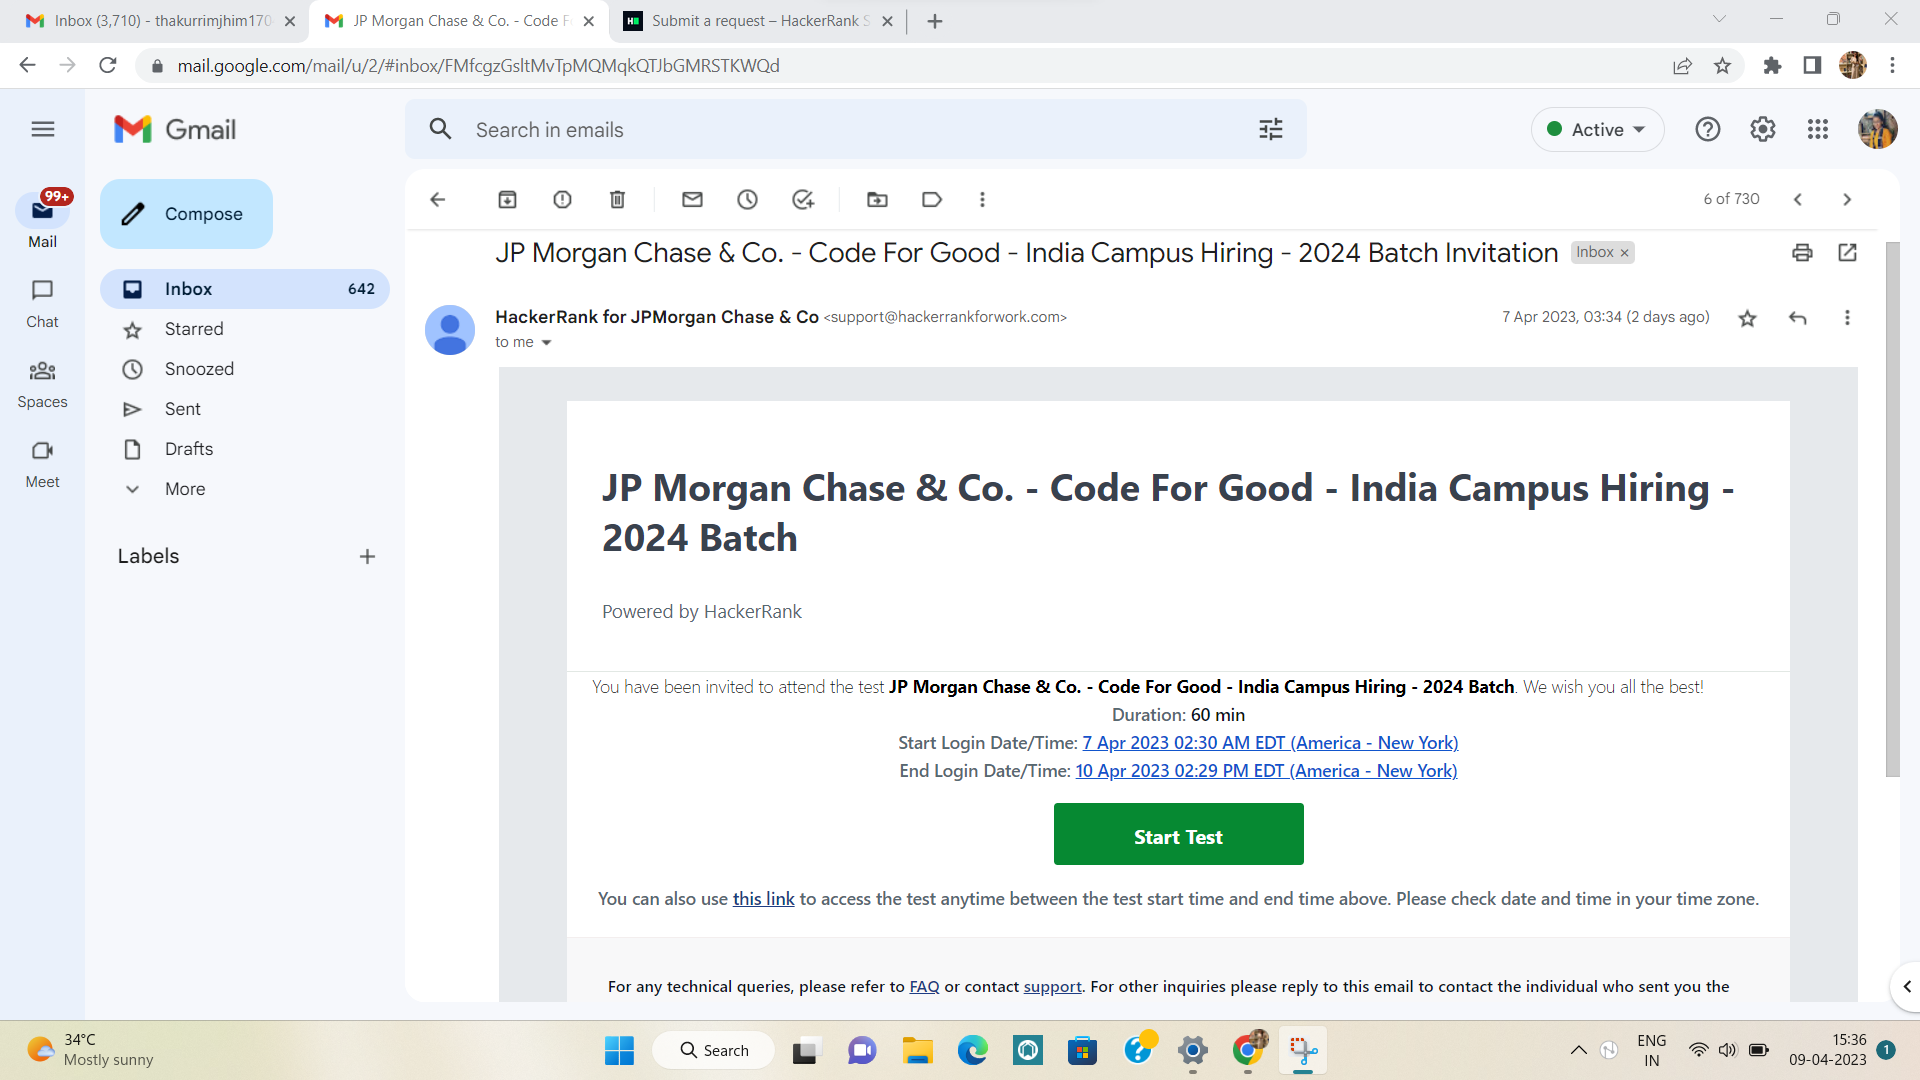 Inbox (3,710) - thakurrimjhim170
JP Morgan Chase & Co. - Code F
Submit a request – HackerRank S
mail.google.com/mail/u/2/#inbox/FMfcgzGsltMvTpMQMqkQTJbGMRSTKWQd
Gmail
Search in emails
Active
99+
Mail
Chat
Spaces
Meet
Compose
Inbox 642
Starred
Snoozed
Sent
Drafts
More
Labels
6 of 730
JP Morgan Chase & Co. - Code For Good - India Campus Hiring - 2024 Batch Invitation Inbox ×
HackerRank for JPMorgan Chase & Co <support@hackerrankforwork.com> 7 Apr 2023, 03:34 (2 days ago)
to me
JP Morgan Chase & Co. - Code For Good - India Campus Hiring -
2024 Batch
Powered by HackerRank
You have been invited to attend the test JP Morgan Chase & Co. - Code For Good - India Campus Hiring - 2024 Batch. We wish you all the best!
Duration: 60 min
Start Login Date/Time: 7 Apr 2023 02:30 AM EDT (America - New York)
End Login Date/Time: 10 Apr 2023 02:29 PM EDT (America - New York)
Start Test
You can also use this link to access the test anytime between the test start time and end time above. Please check date and time in your time zone.
For any technical queries, please refer to FAQ or contact support. For other inquiries please reply to this email to contact the individual who sent you the
34°C
Mostly sunny
Search
ENG
IN
15:36
09-04-2023
1